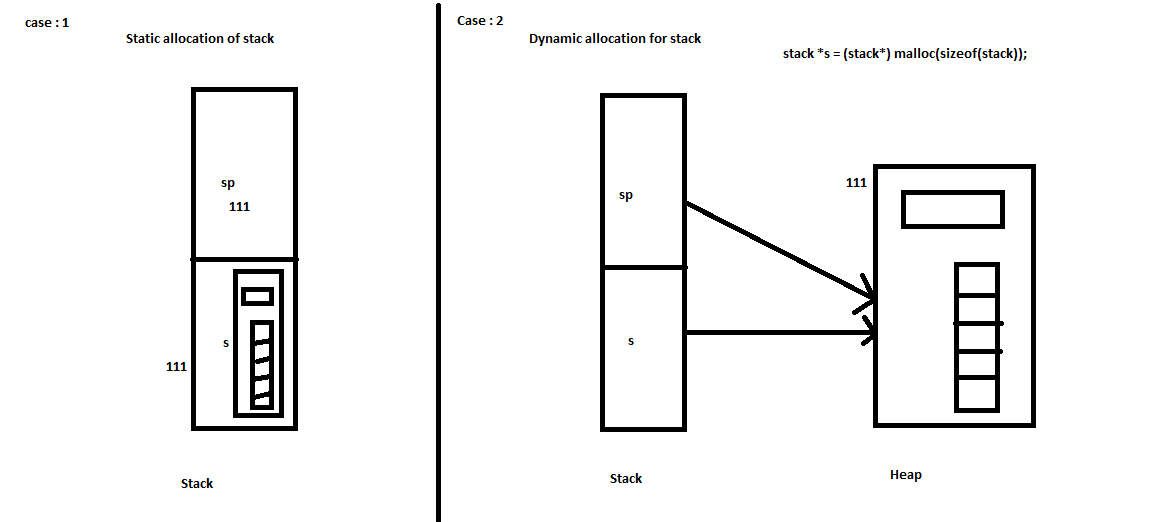 case : 1
Static allocation of stack
sp
111
s
111
Stack
Case : 2
Dynamic allocation for stack
stack *s = (stack*) malloc(sizeof(stack));
sp
s
111
Stack
Heap